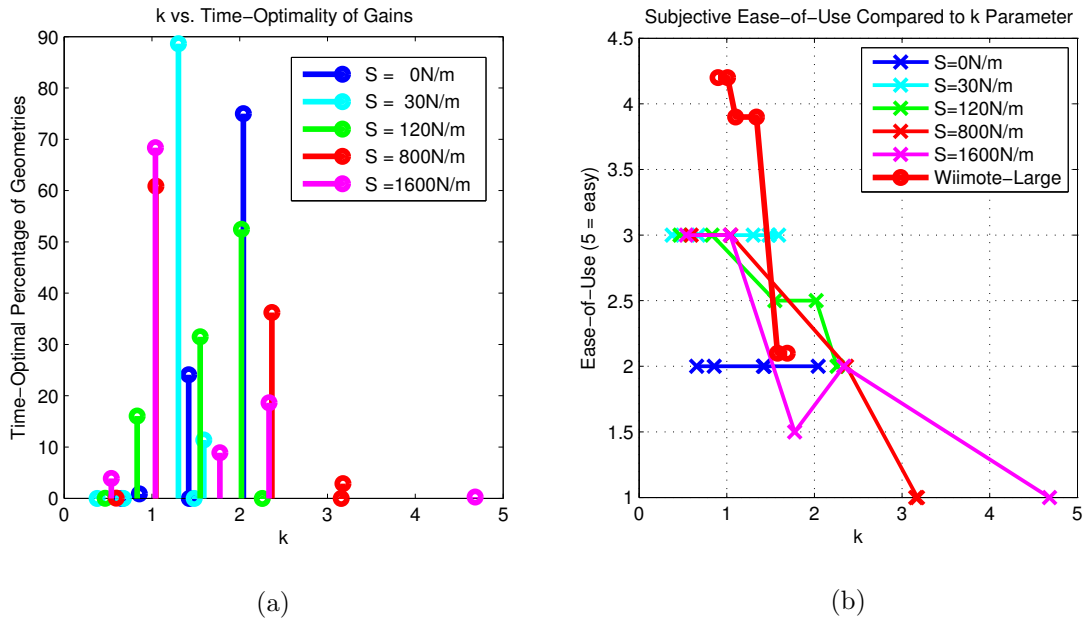 k vs. Time−Optimality of Gains
Time−Optimal Percentage of Geometries
90
80
70
60
50
40
30
20
10
0
0 1 2 3 4 5
k
S = 0N/m
S = 30N/m
S = 120N/m
S = 800N/m
S =1600N/m
(a)
Subjective Ease−of−Use Compared to k Parameter
Ease−of−Use (5 = easy)
4.5
4
3.5
3
2.5
2
1.5
1
0 1 2 3 4 5
k
S=0N/m
S=30N/m
S=120N/m
S=800N/m
S=1600N/m
Wiimote−Large
(b)